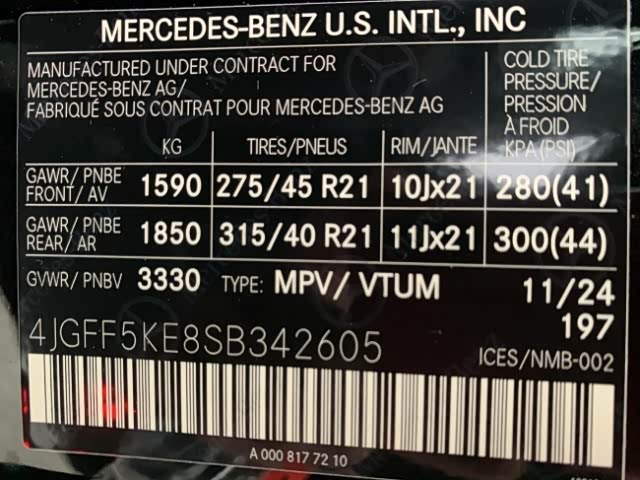 MERCEDES-BENZ U.S. INTL., INC
MANUFACTURED UNDER CONTRACT FOR
MERCEDES-BENZ AG/
FABRIQUÉ SOUS CONTRAT POUR MERCEDES-BENZ AG
COLD TIRE
PRESSURE/
PRESSION
À FROID
KG TIRES/PNEUS RIM/JANTE KPA(PSI)
GAWR/ PNBE
FRONT/ AV 1590 275/45 R21 10Jx21 280(41)
GAWR/ PNBE
REAR/ AR 1850 315/40 R21 11Jx21 300(44)
GVWR/ PNBV 3330 TYPE: MPV/ VTUM 11/24
197
4JGFF5KE8SB342605
ICES/NMB-002
A 000 817 72 10